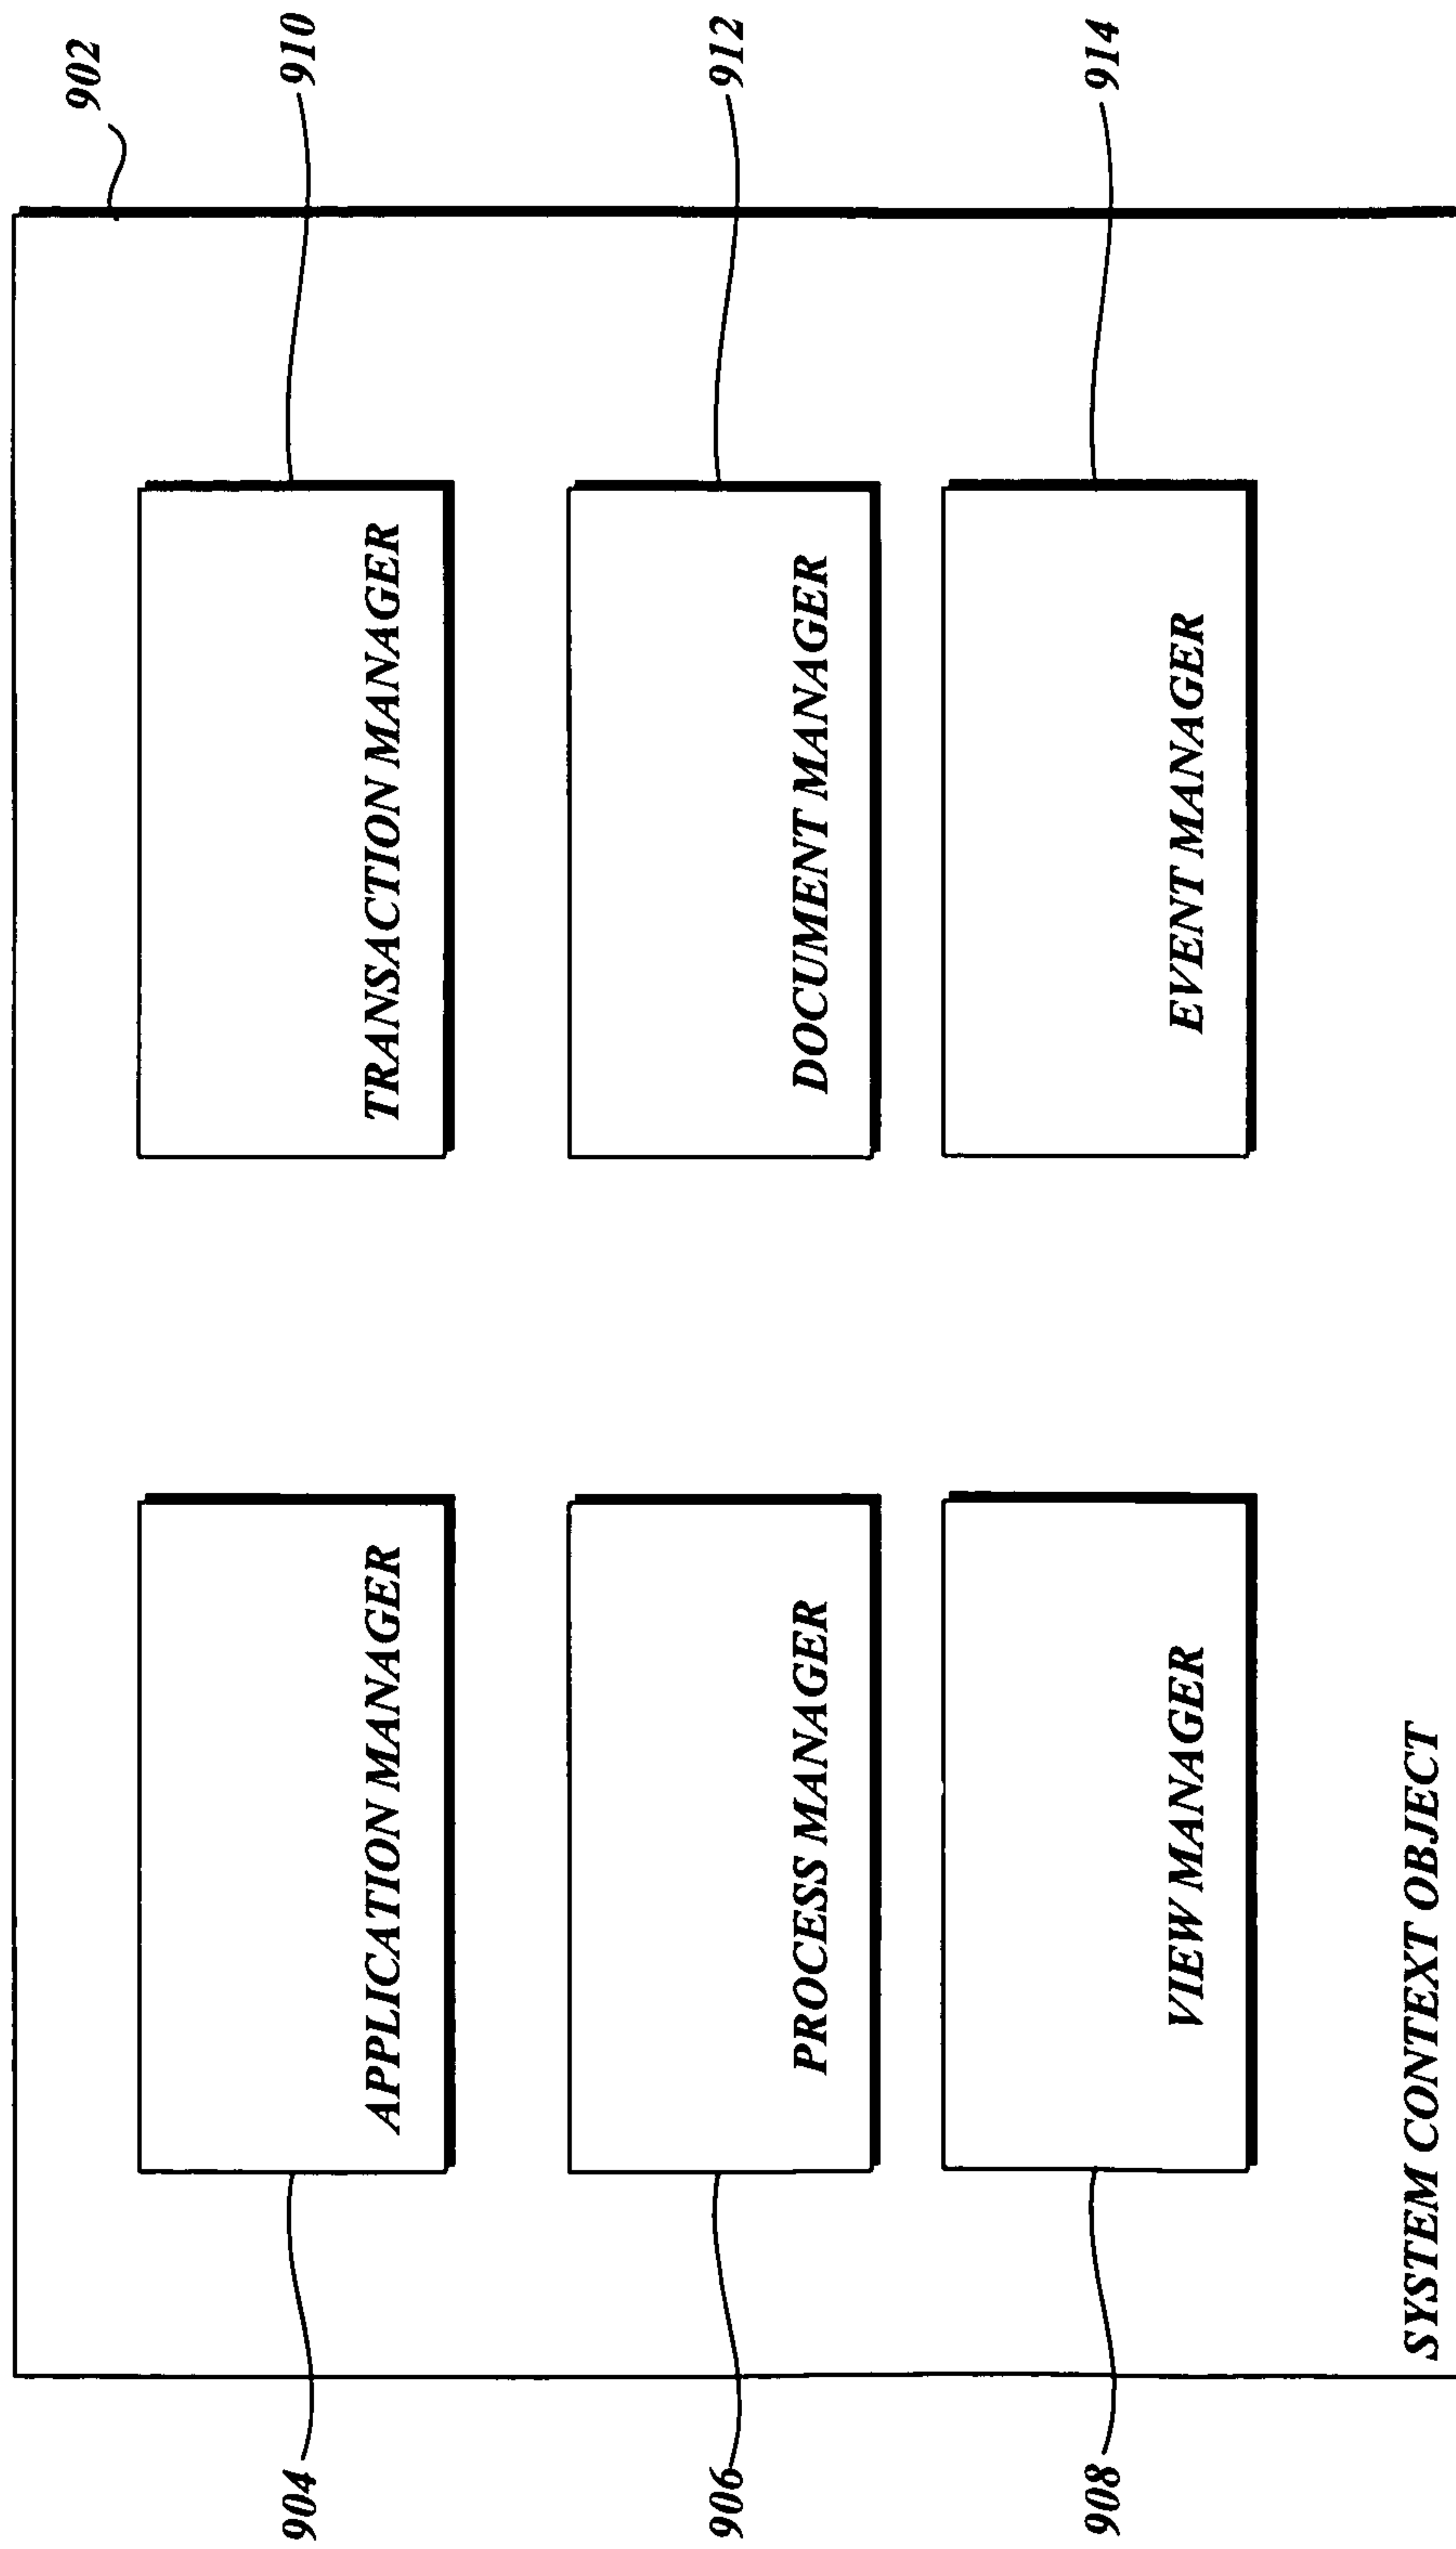 902
904
APPLICATION MANAGER
TRANSACTION MANAGER
910
906
PROCESS MANAGER
DOCUMENT MANAGER
912
908
VIEW MANAGER
EVENT MANAGER
914
SYSTEM CONTEXT OBJECT